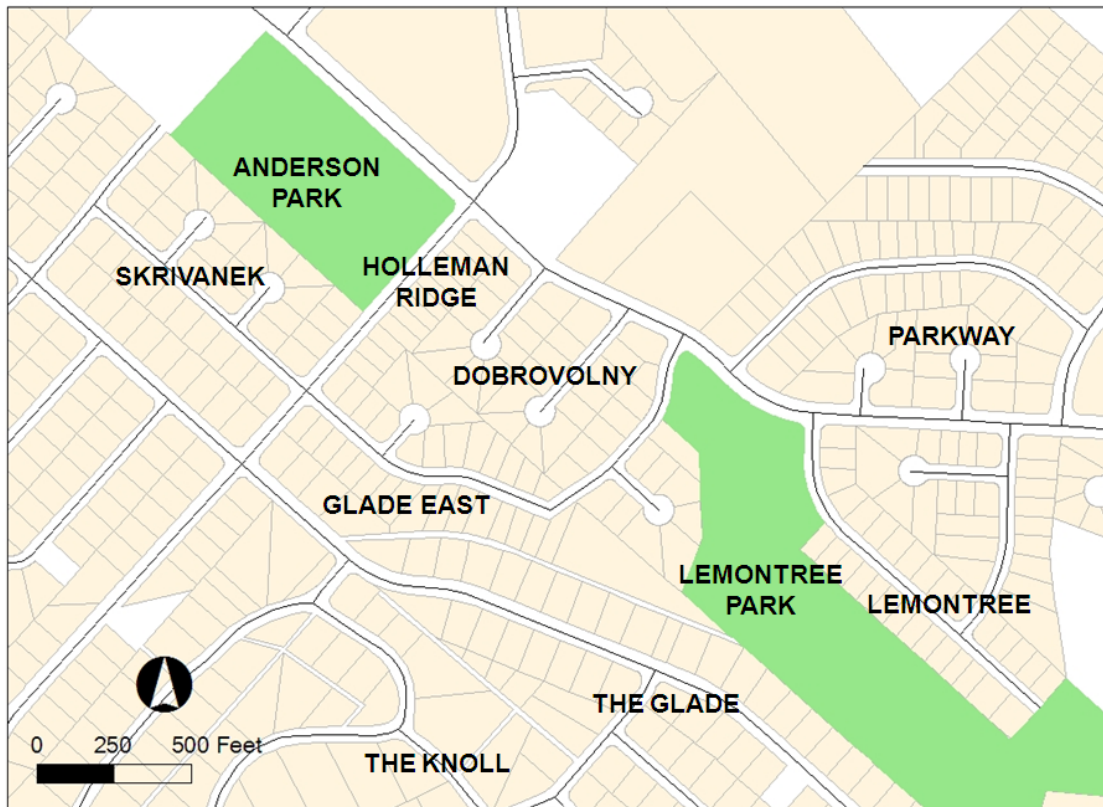 ANDERSON
PARK
SKRIVANEK
HOLLEMAN
RIDGE
PARKWAY
DOBROVOLNY
GLADE EAST
LEMONTREE
PARK
LEMONTREE
THE GLADE
THE KNOLL
0 250 500 Feet